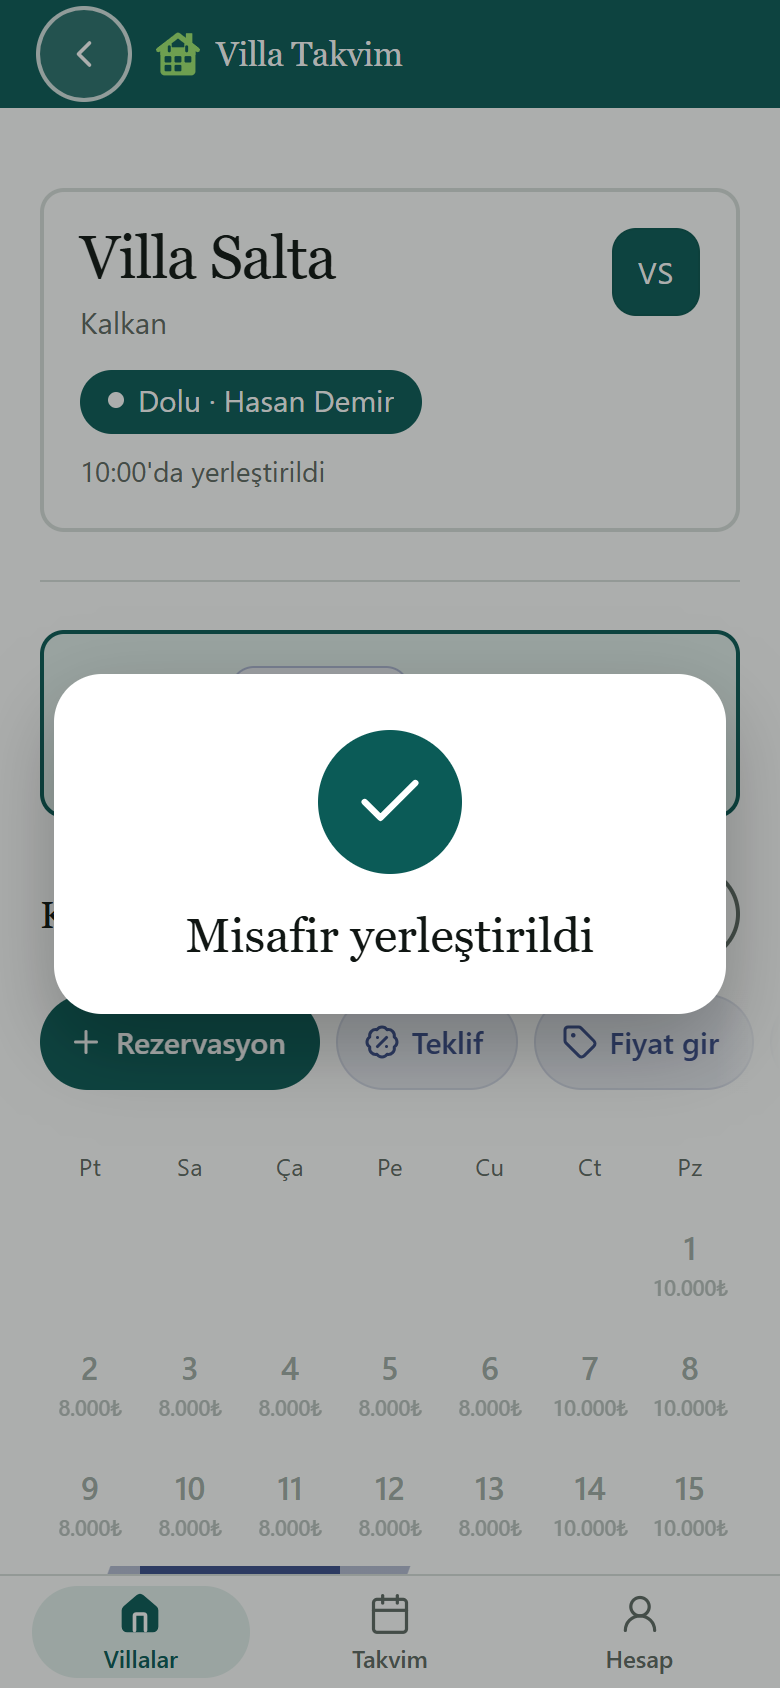 Villa Takvim
Villa Salta
VS
Kalkan
Dolu · Hasan Demir
10:00'da yerleştirildi
Misafir yerleştirildi
Rezervasyon
Teklif
Fiyat gir
Pt Sa Ça Pe Cu Ct Pz
1
10.000₺
2 3 4 5 6 7 8
8.000₺ 8.000₺ 8.000₺ 8.000₺ 8.000₺ 10.000₺ 10.000₺
9 10 11 12 13 14 15
8.000₺ 8.000₺ 8.000₺ 8.000₺ 8.000₺ 10.000₺ 10.000₺
Villalar Takvim Hesap